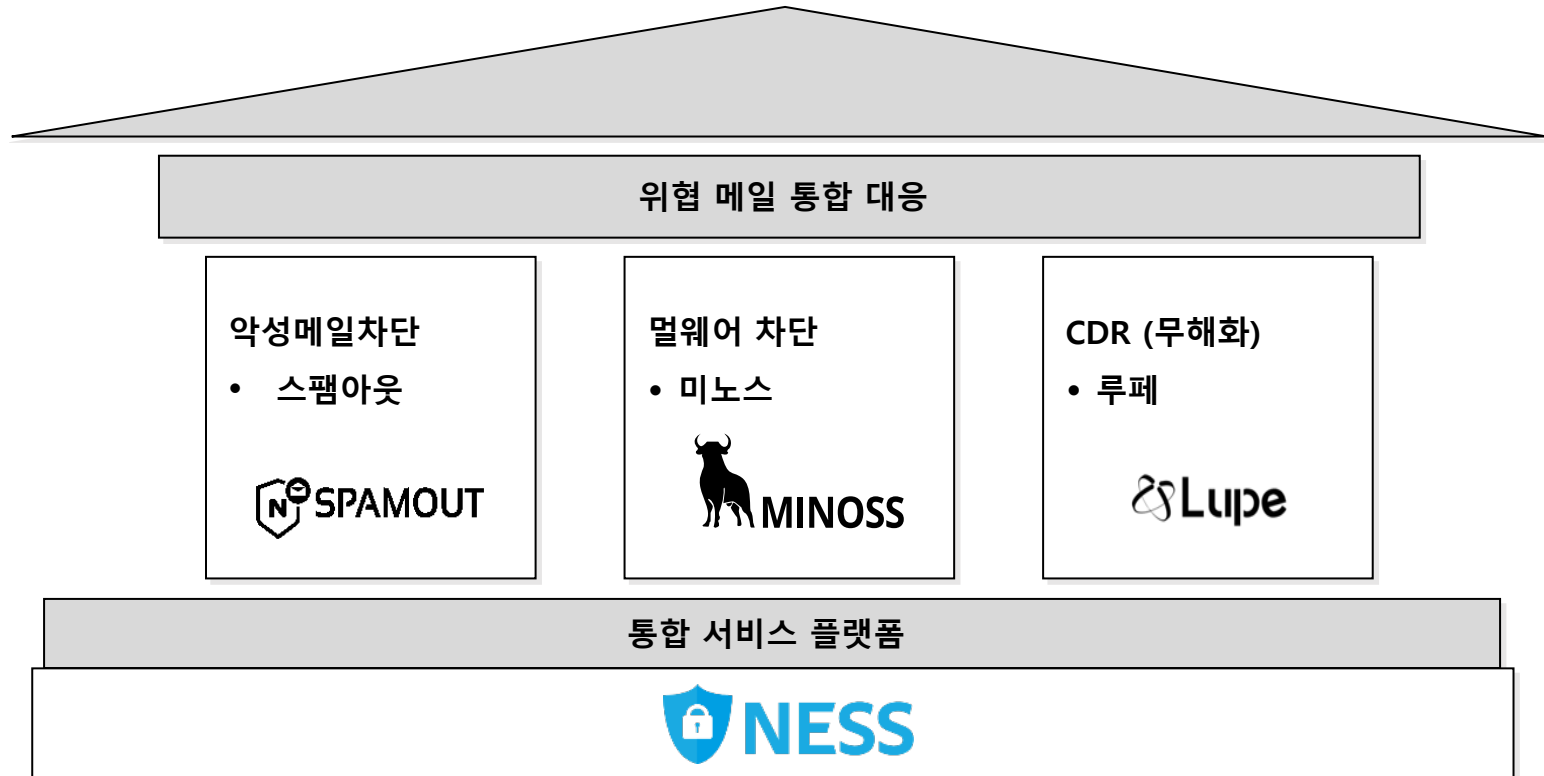 위협 메일 통합 대응
악성메일차단
• 스팸아웃
N SPAMOUT
멀웨어 차단
• 미노스
MINOSS
CDR (무해화)
• 루페
Lupe
통합 서비스 플랫폼
NESS